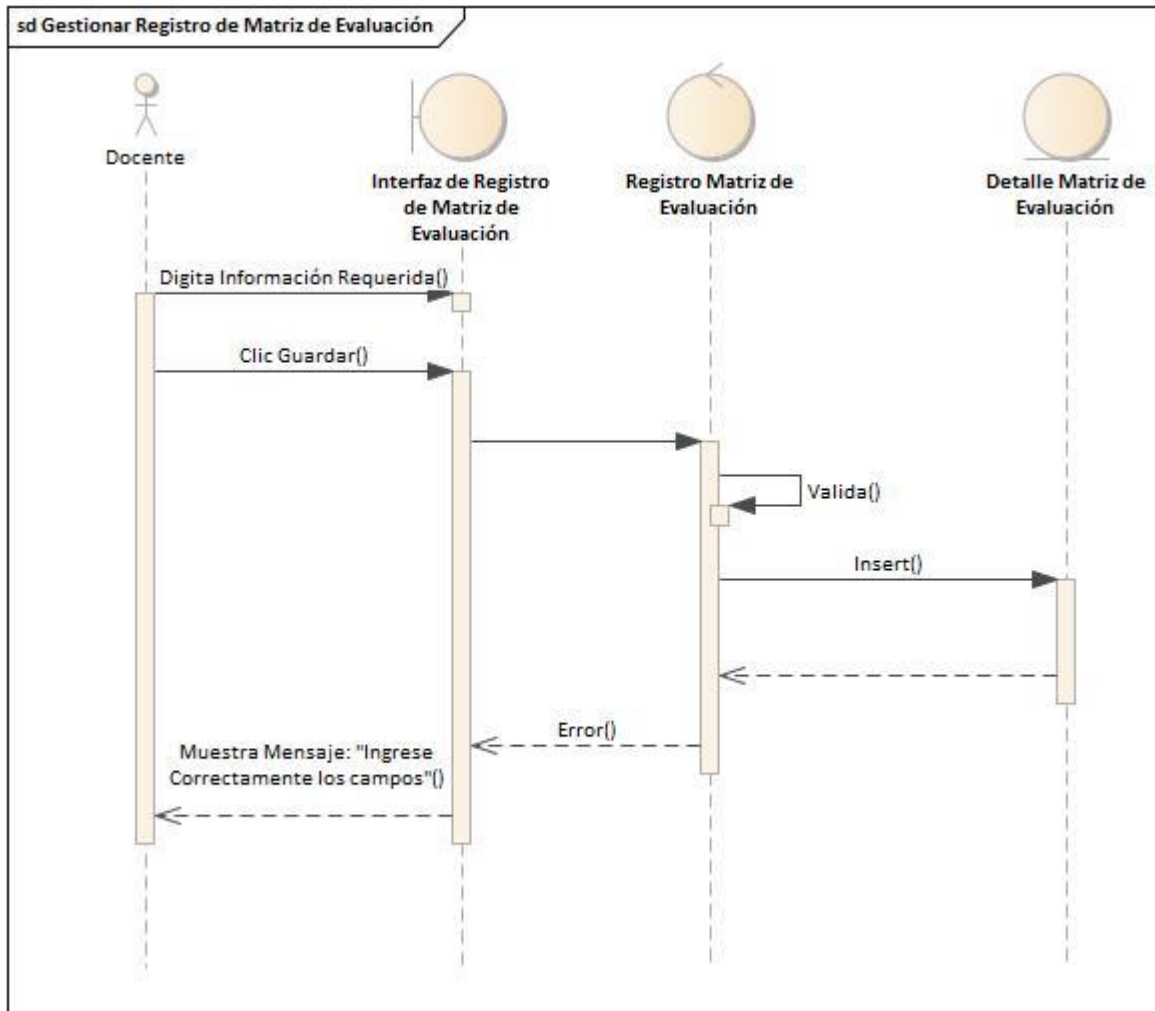 sd Gestionar Registro de Matriz de Evaluación
Docente
Interfaz de Registro
de Matriz de
Evaluación
Registro Matriz de
Evaluación
Detalle Matriz de
Evaluación
Digita Información Requerida()
Clic Guardar()
Valida()
Insert()
Error()
Muestra Mensaje: "Ingrese
Correctamente los campos"()